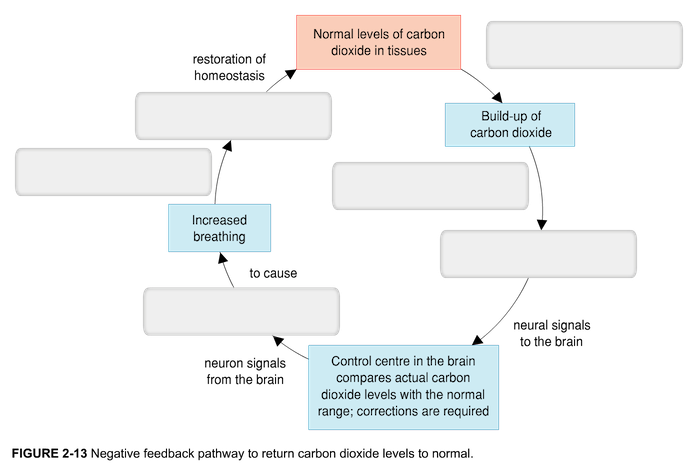 Normal levels of carbon
dioxide in tissues
restoration of
homeostasis
Build-up of
carbon dioxide
Increased
breathing
to cause
neural signals
to the brain
neuron signals
from the brain
Control centre in the brain
compares actual carbon
dioxide levels with the normal
range; corrections are required
FIGURE 2-13 Negative feedback pathway to return carbon dioxide levels to normal.